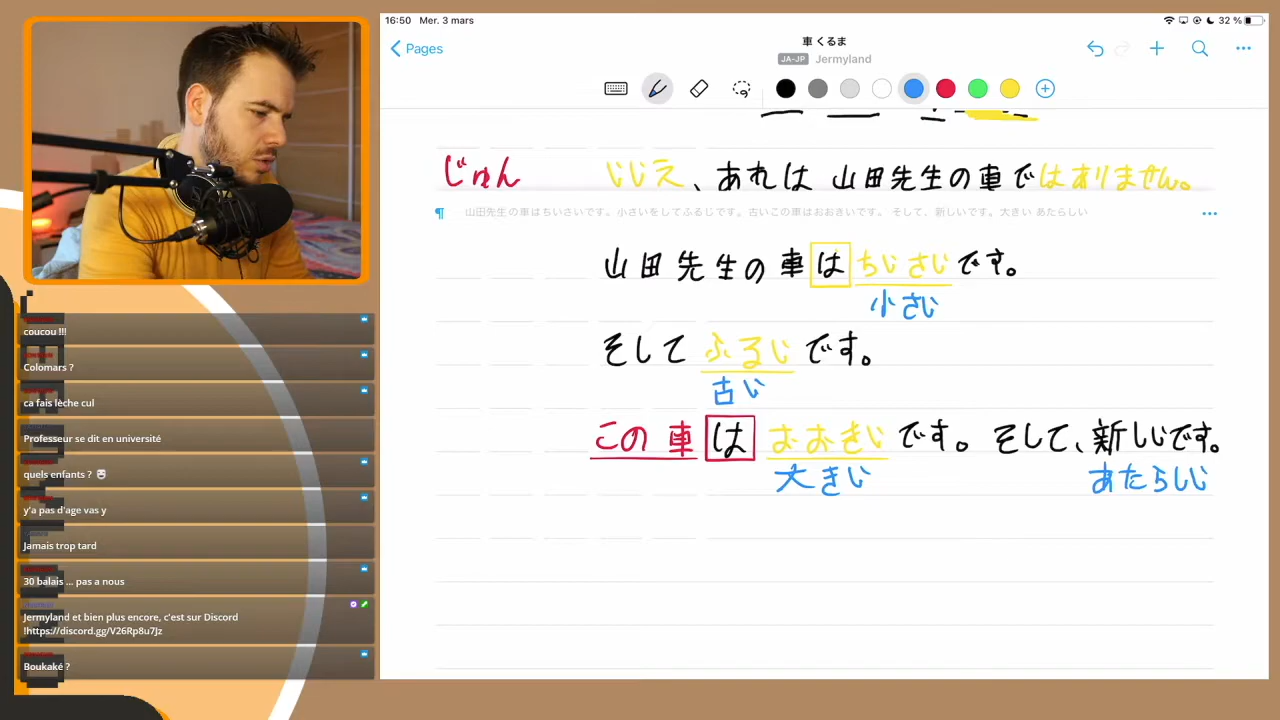 16:50 Mer. 3 mars
32 %
Pages
車 くるま
JA-JP Jermyland
じゅん いいえ、あれは 山田先生の車ではありません。
山田先生の車はちいさいです。小さいをしてふるじです。古いこの車はおおきいです。 そして、新しいです。大きい あたらしい
山田先生の車はちいさいです。
小さい
そして ふるいです。
古い
この車は おおきいです。そして、新しいです。
大きい あたらしい
coucou !!!
Colomars ?
ca fais lèche cul
Professeur se dit en université
quels enfants ?
y'a pas d'age vas y
Jamais trop tard
30 balais ... pas a nous
Jermyland et bien plus encore, c'est sur Discord
!https://discord.gg/V26Rp8u7Jz
Boukaké ?